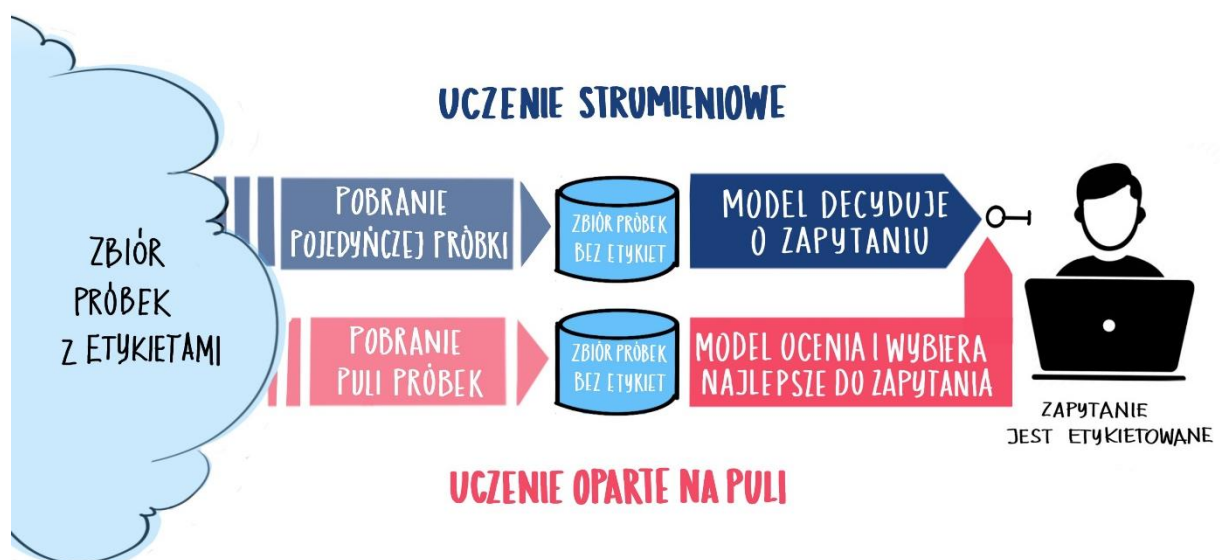 UCZENIE STRUMIENIOWE
ZBIÓR
PRÓBEK
Z ETYKIETAMI
POBRANIE
POJEDYŃCZEJ PRÓBKI
ZBIÓR PRÓBEK
BEZ ETYKIET
MODEL DECYDUJE
O ZAPYTANIU
POBRANIE
PULI PRÓBEK
ZBIÓR PRÓBEK
BEZ ETYKIET
MODEL OCENIA I WYBIERA
NAJLEPSZE DO ZAPYTANIA
ZAPYTANIE
JEST ETYKIETOWANE
UCZENIE OPARTE NA PULI